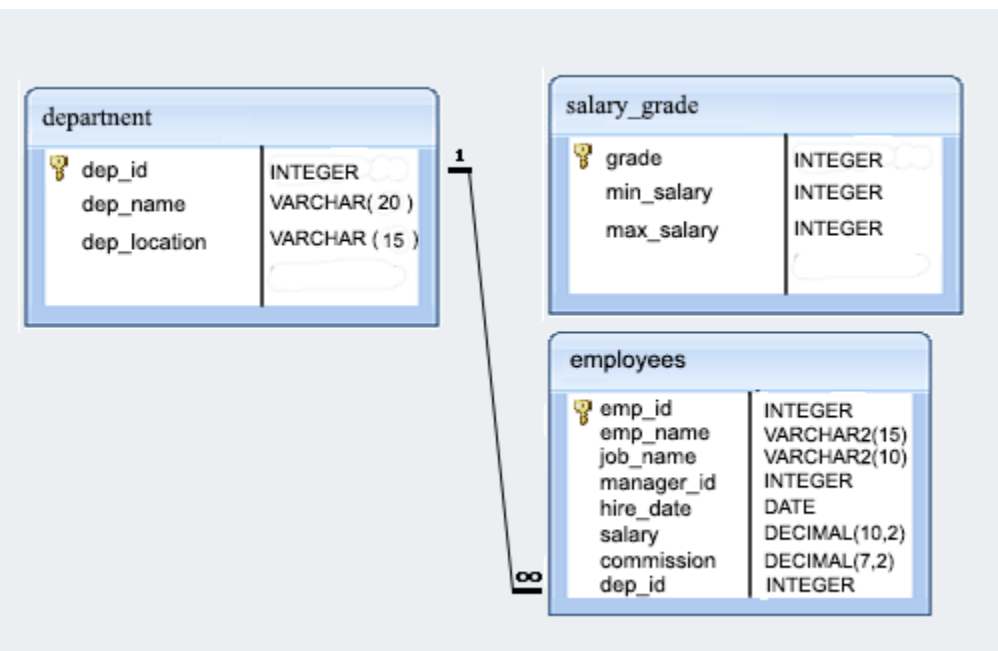 department
dep_id INTEGER
dep_name VARCHAR( 20 )
dep_location VARCHAR ( 15 )
1
∞
salary_grade
grade INTEGER
min_salary INTEGER
max_salary INTEGER
employees
emp_id INTEGER
emp_name VARCHAR2(15)
job_name VARCHAR2(10)
manager_id INTEGER
hire_date DATE
salary DECIMAL(10,2)
commission DECIMAL(7,2)
dep_id INTEGER